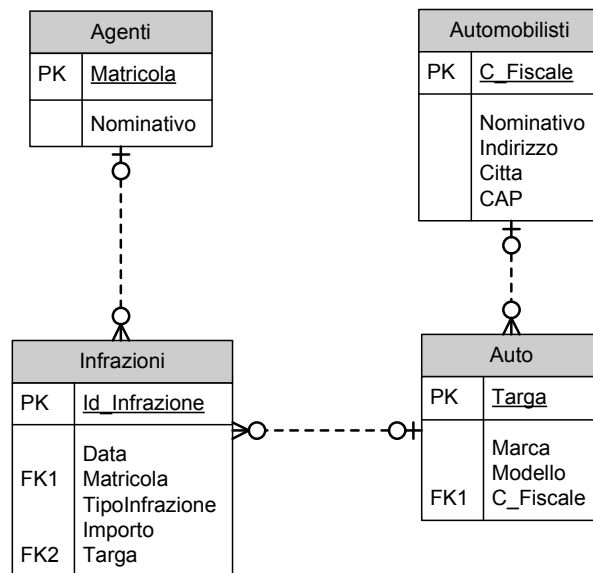 Agenti
PK Matricola
Nominativo
Automobilisti
PK C_Fiscale
Nominativo
Indirizzo
Citta
CAP
Infrazioni
PK Id_Infrazione
Data
FK1 Matricola
TipoInfrazione
Importo
FK2 Targa
Auto
PK Targa
Marca
Modello
FK1 C_Fiscale